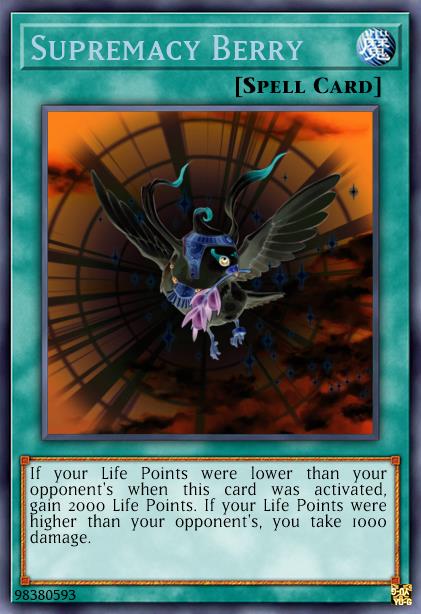 Supremacy Berry
魔
[Spell Card]
If your Life Points were lower than your
opponent's when this card was activated,
gain 2000 Life Points. If your Life Points were
higher than your opponent's, you take 1000
damage.
98380593